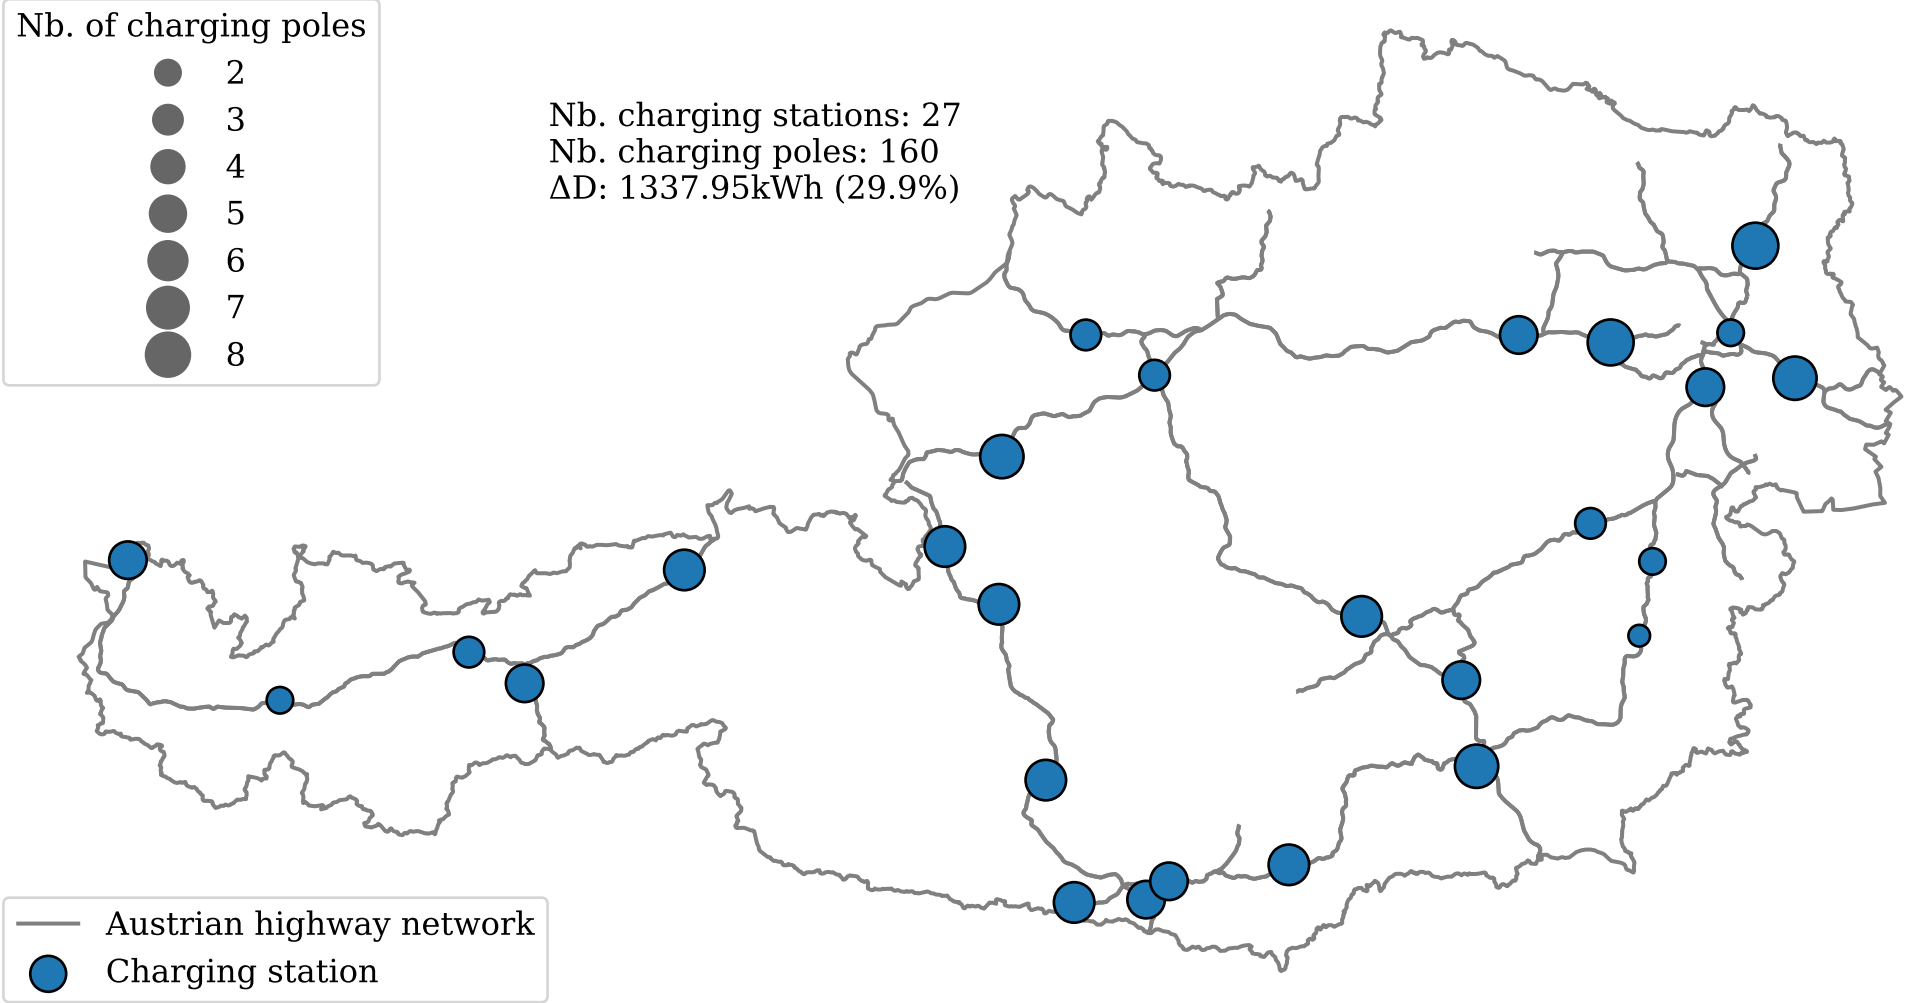 Nb. of charging poles
2
3
4
5
6
7
8
Nb. charging stations: 27
Nb. charging poles: 160
ΔD: 1337.95kWh (29.9%)
Austrian highway network
Charging station